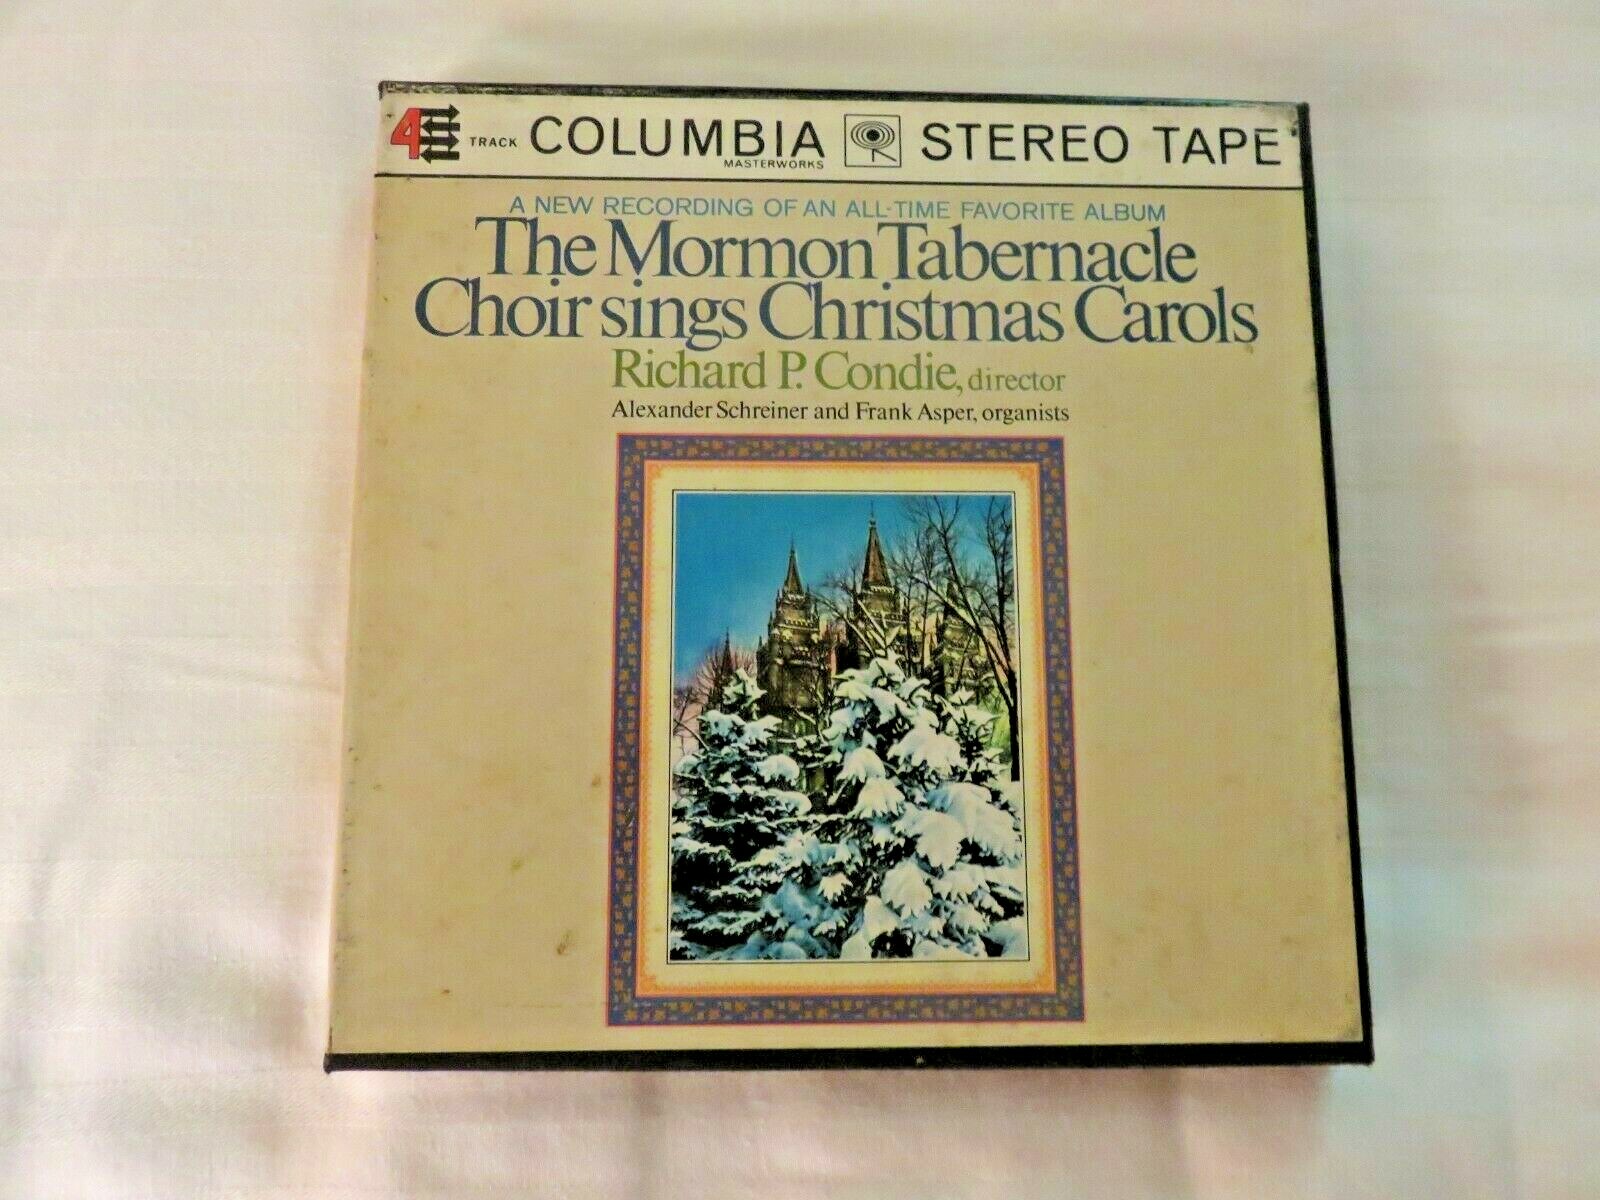 4 TRACK COLUMBIA STEREO TAPE
MASTERWORKS
A NEW RECORDING OF AN ALL-TIME FAVORITE ALBUM
The Mormon Tabernacle
Choir sings Christmas Carols
Richard P. Condie, director
Alexander Schreiner and Frank Asper, organists